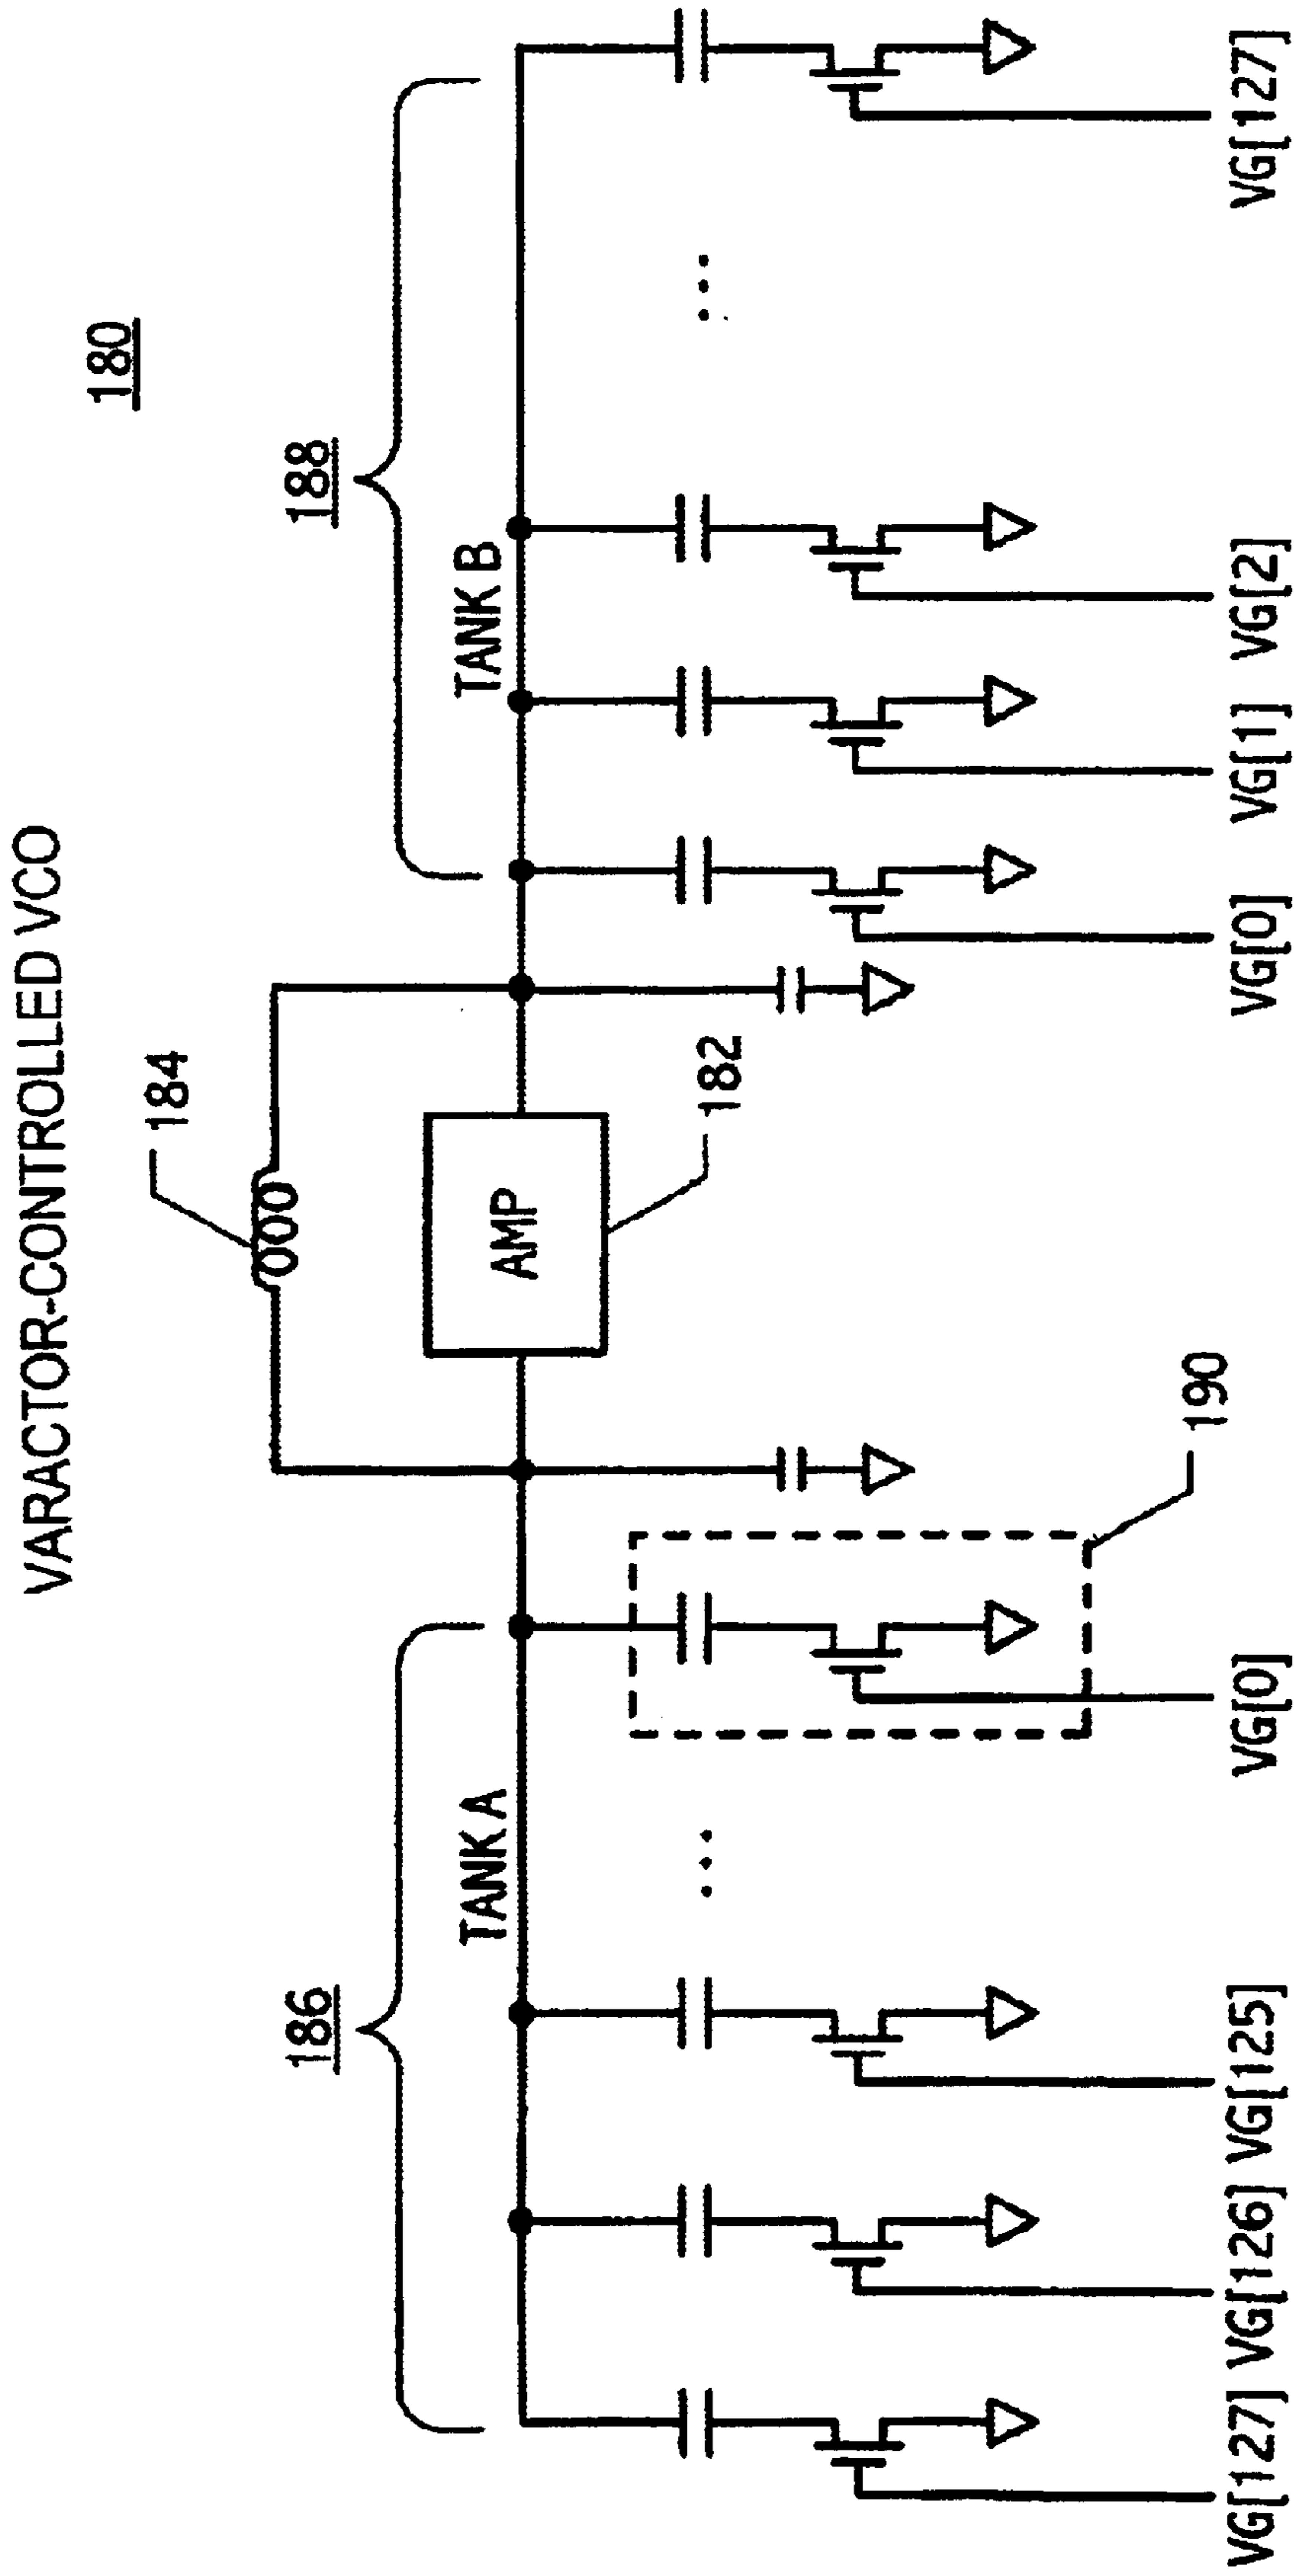 VARACTOR-CONTROLLED VCO
180
184
186
188
TANK A
TANK B
AMP
182
190
VG[127] VG[126] VG[125]
VG[0]
VG[0]
VG[1]
VG[2]
VG[127]
...
...